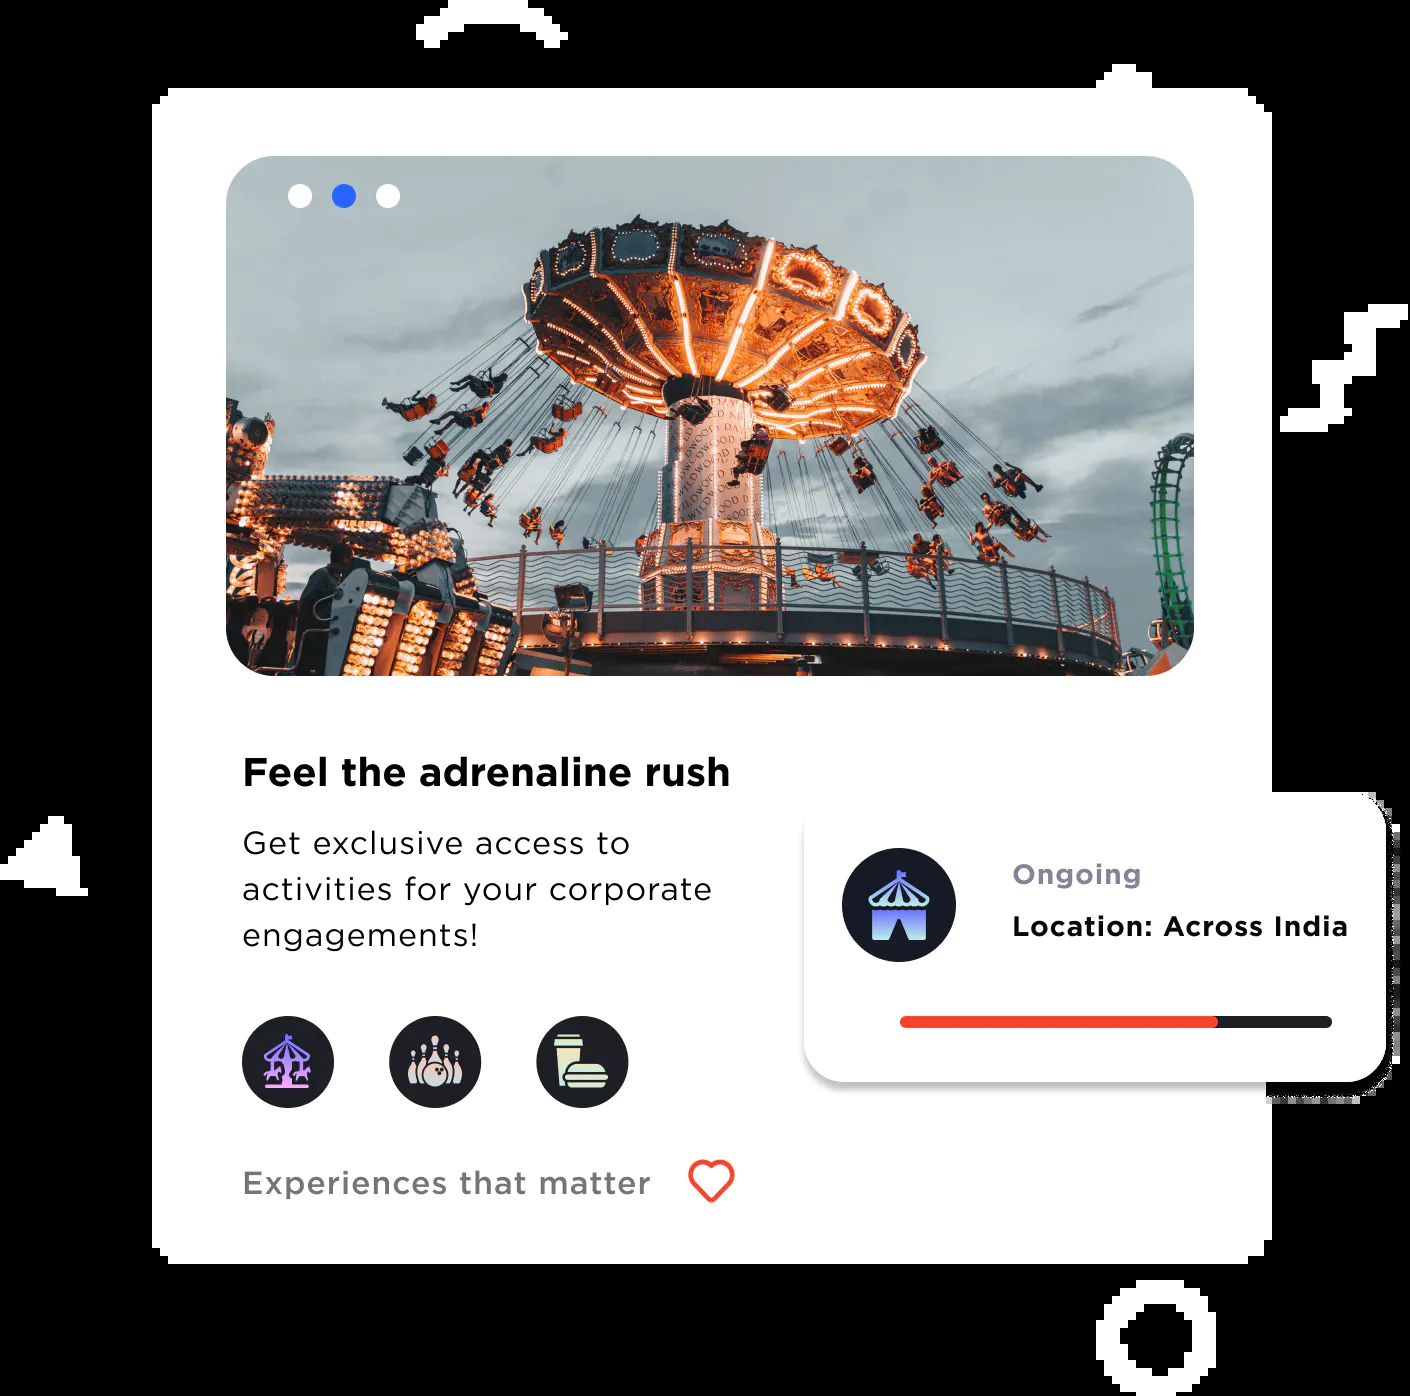 Feel the adrenaline rush
Get exclusive access to
activities for your corporate
engagements!
Ongoing
Location: Across India
Experiences that matter